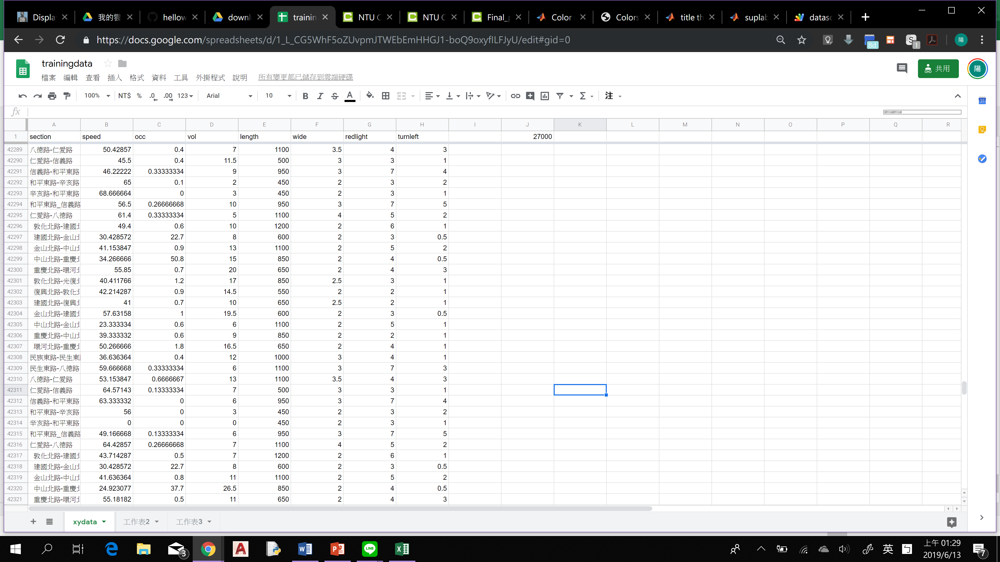 Displa 我的雲 hellow downl trainin NTU C NTU C Final_p Color Colors title th suplab datasc
https://docs.google.com/spreadsheets/d/1_L_CG5WhF5oZUvpmJTWEbEmHHGJ1-boQ9oxyfILFJyU/edit#gid=0
8d 1 陽
trainingdata
檔案 編輯 查看 插入 格式 資料 工具 外掛程式 說明 所有變更都已儲存到雲端硬碟 共用 陽
100% NT$ % .0 .00 123 Arial 10 B I S A Σ 注
fx
31
A B C D E F G H I J K L M N O P Q R
1 section speed occ vol length wide redlight turnleft 27000
42289 八德路-仁愛路 50.42857 0.4 7 1100 3.5 4 3
42290 仁愛路-信義路 45.5 0.4 11.5 500 3 3 1
42291 信義路-和平東路 46.22222 0.33333334 9 950 3 7 4
42292 和平東路-辛亥路 65 0.1 2 450 2 3 2
42293 辛亥路-和平東路 68.666664 0 3 450 2 3 1
42294 和平東路_信義路 56.5 0.26666668 10 950 3 7 5
42295 仁愛路-八德路 61.4 0.33333334 5 1100 4 5 2
42296 敦化北路-建國北 49.4 0.6 10 1200 2 6 1
42297 建國北路-金山北 30.428572 22.7 8 600 2 3 0.5
42298 金山北路-中山北 41.153847 0.9 13 1100 2 5 2
42299 中山北路-重慶北 34.266666 50.8 15 850 2 4 0.5
42300 重慶北路-環河北 55.85 0.7 20 650 2 4 3
42301 敦化北路-光復北 40.411766 1.2 17 850 2.5 3 1
42302 復興北路-敦化北 42.214287 0.9 14.5 550 2 2 1
42303 建國北路-復興北 41 0.7 10 650 2.5 2 1
42304 金山北路-建國北 57.63158 1 19.5 600 2 3 0.5
42305 中山北路-金山北 23.333334 0.6 6 1100 2 5 1
42306 重慶北路-中山北 39.333332 0.6 9 850 2 2 1
42307 環河北路-重慶北 50.266666 1.8 16.5 650 2 4 1
42308 民族東路-民生東 36.636364 0.4 12 1000 3 4 1
42309 民生東路-八德路 59.666668 0.33333334 6 1100 3 7 3
42310 八德路-仁愛路 53.153847 0.6666667 13 1100 3.5 4 3
42311 仁愛路-信義路 64.57143 0.13333334 7 500 3 3 1
42312 信義路-和平東路 63.333332 0 6 950 3 7 4
42313 和平東路-辛亥路 56 0 3 450 2 3 2
42314 辛亥路-和平東路 0 0 0 450 2 3 1
42315 和平東路_信義路 49.166668 0.13333334 6 950 3 7 5
42316 仁愛路-八德路 64.42857 0.26666668 7 1100 4 5 2
42317 敦化北路-建國北 43.714287 0.5 7 1200 2 6 1
42318 建國北路-金山北 30.428572 22.7 8 600 2 3 0.5
42319 金山北路-中山北 41.636364 0.8 11 1100 2 5 2
42320 中山北路-重慶北 24.923077 37.7 26.5 850 2 4 0.5
42321 重慶北路-環河北 55.18182 0.5 11 650 2 4 3
xydata 工作表2 工作表3
3 LINE 英 ㄅ 上午 01:29
2019/6/13 7